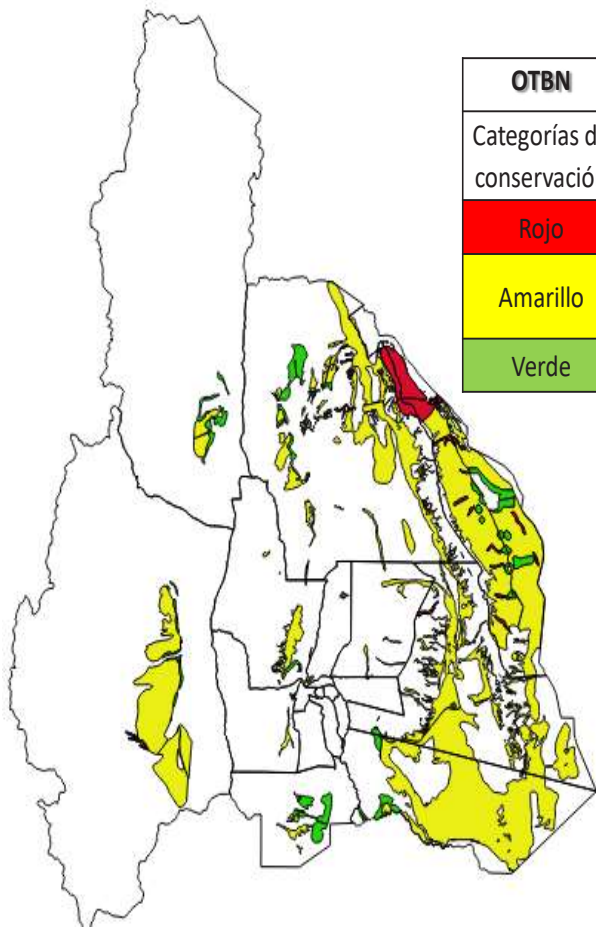 OTBN
Categorías d
conservació
Rojo
Amarillo
Verde